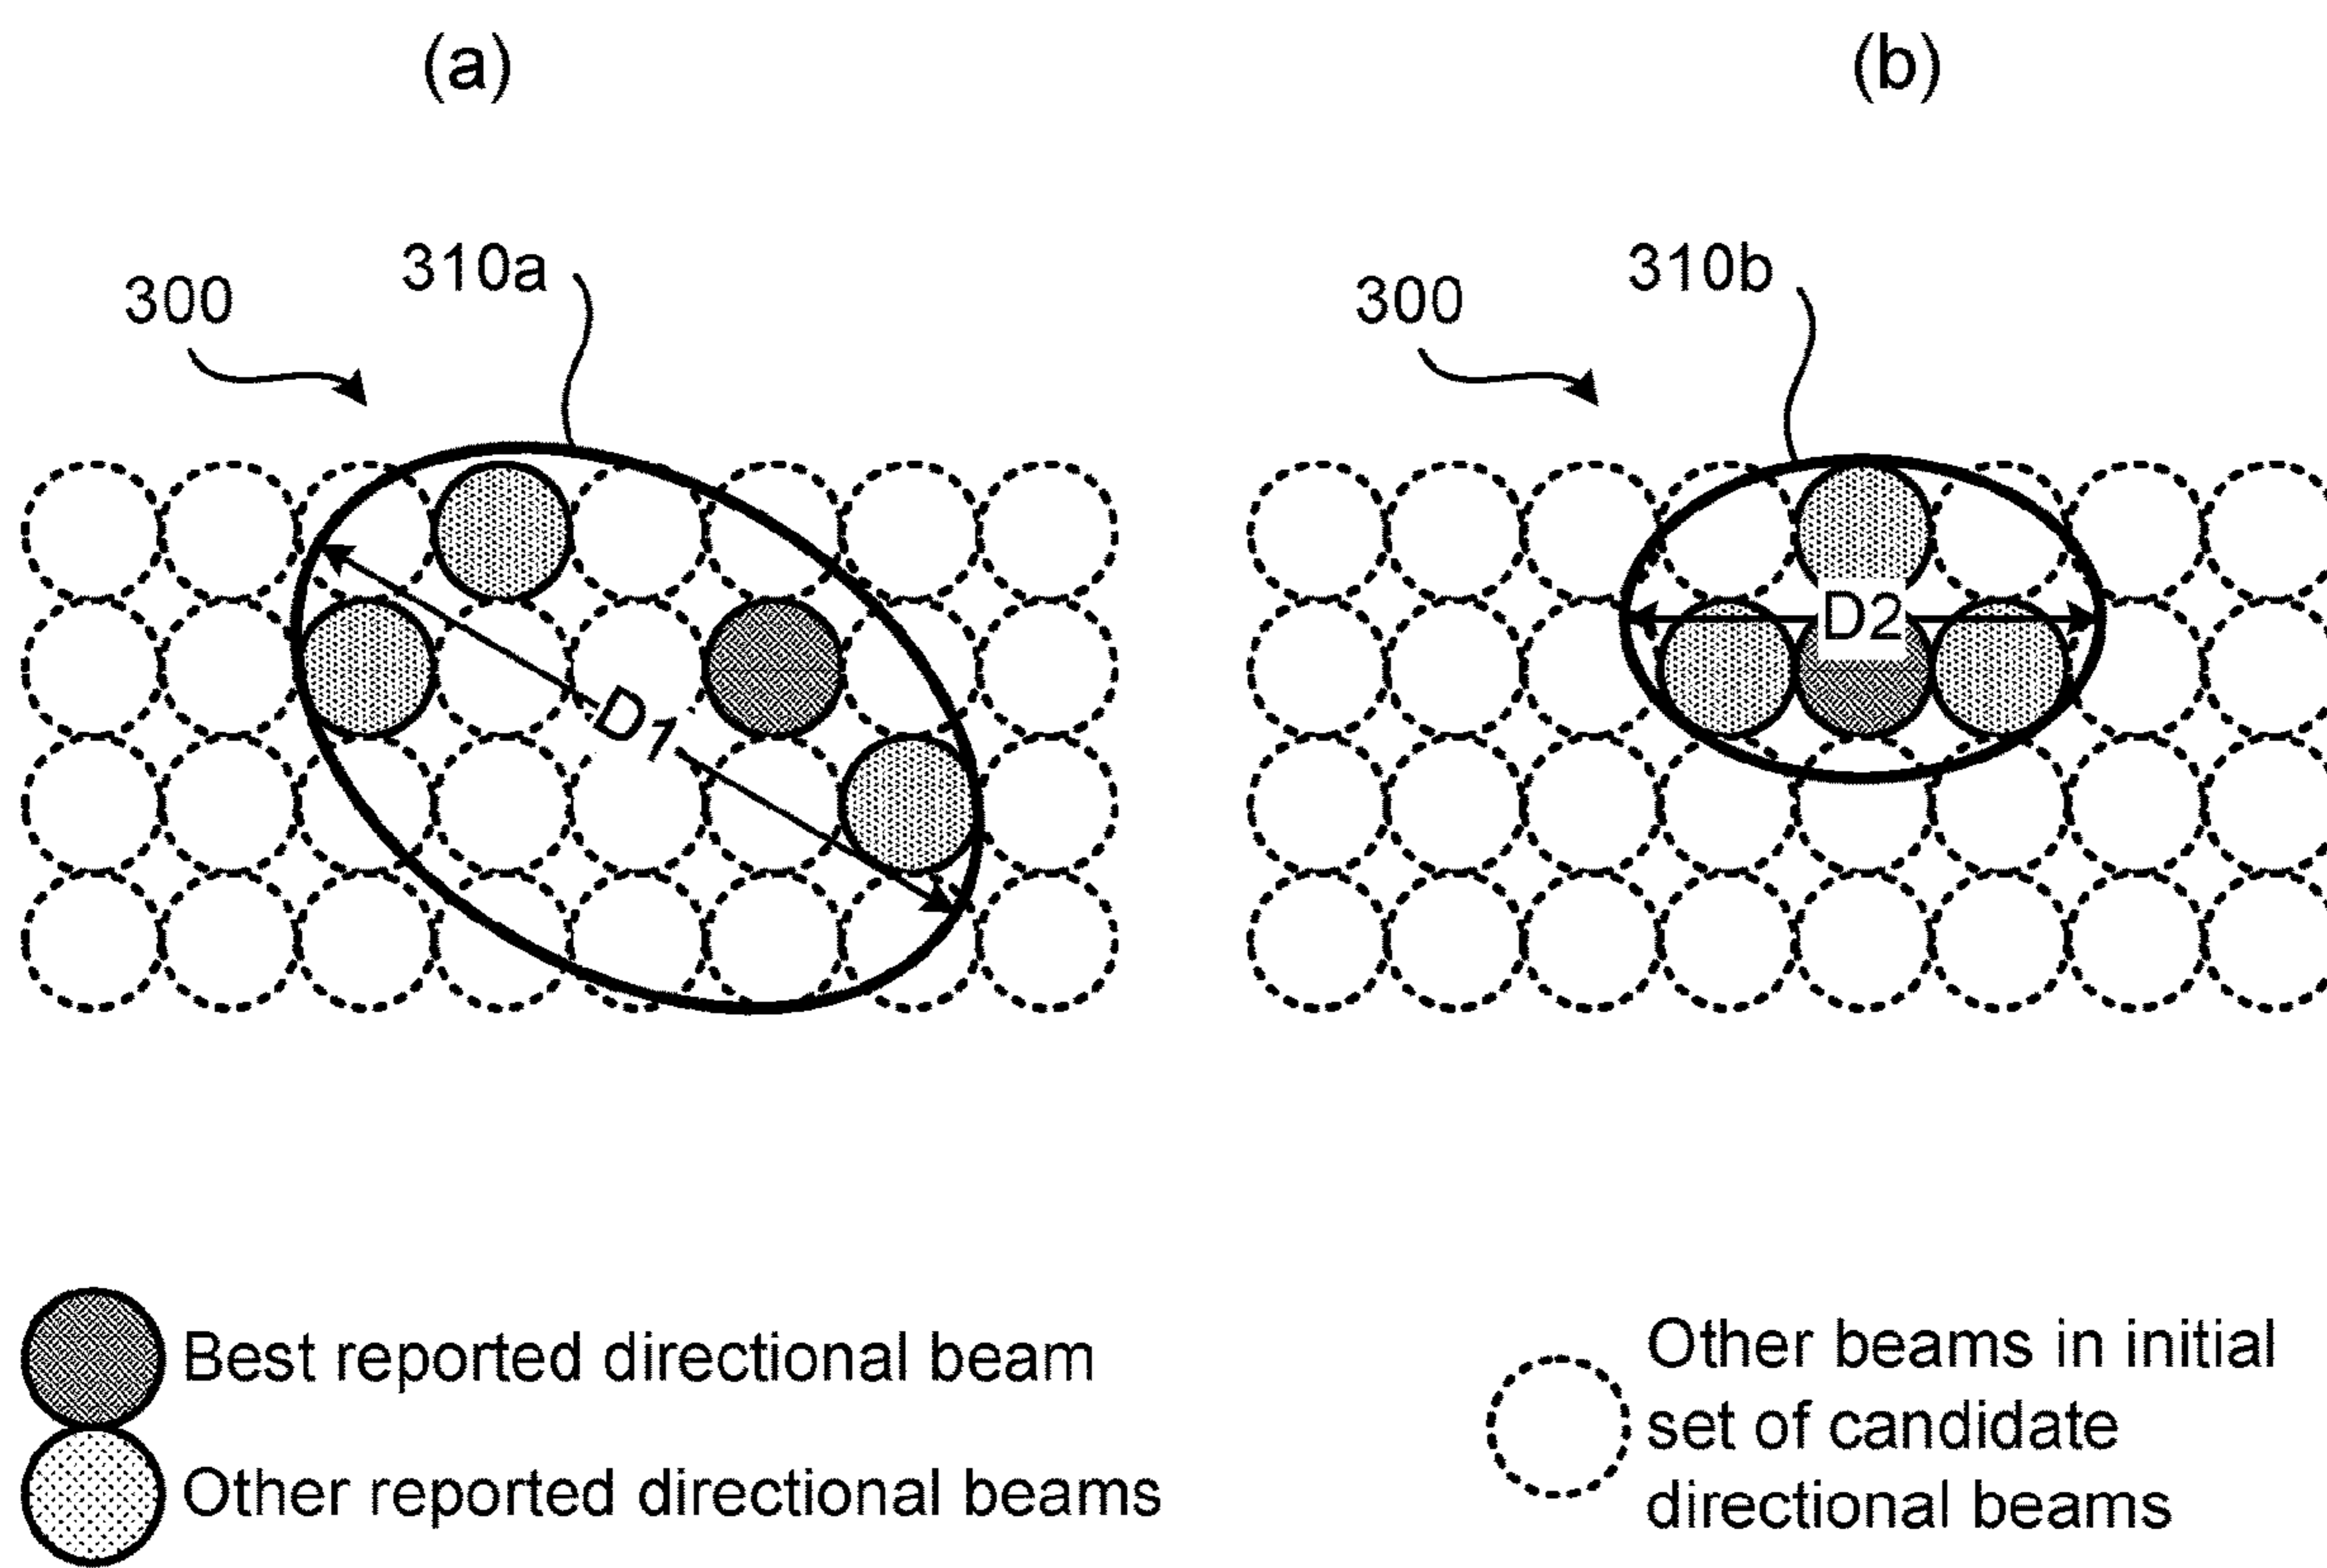 (a)
(b)
300
310a
300
310b
D1
D2
Best reported directional beam
Other reported directional beams
Other beams in initial
set of candidate
directional beams